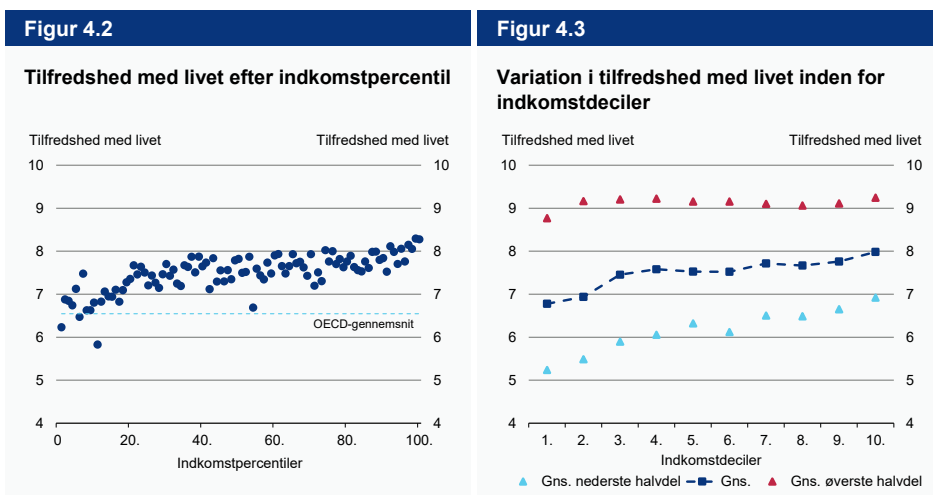 Figur 4.2
Tilfredshed med livet efter indkomstpercentil
Tilfredshed med livet Tilfredshed med livet
10 10
9 9
8 8
7 7
6 6
5 5
4 4
OECD-gennemsnit
0 20. 40. 60. 80. 100.
Indkomstpercentiler
Figur 4.3
Variation i tilfredshed med livet inden for
indkomstdeciler
Tilfredshed med livet Tilfredshed med livet
10 10
9 9
8 8
7 7
6 6
5 5
4 4
1. 2. 3. 4. 5. 6. 7. 8. 9. 10.
Indkomstdeciler
Gns. nederste halvdel Gns. Gns. øverste halvdel